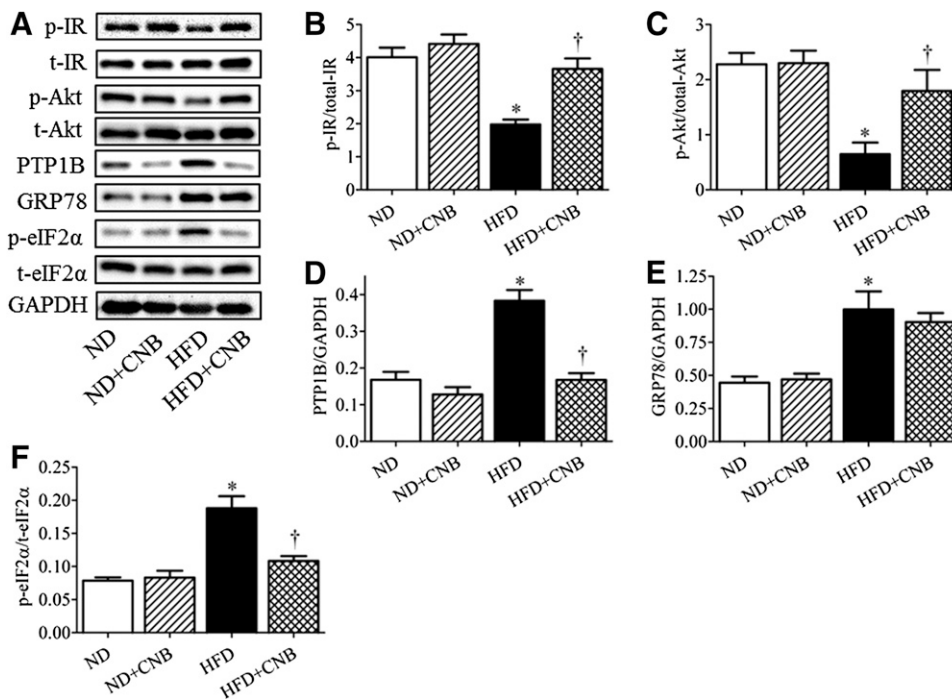 A
p-IR
t-IR
p-Akt
t-Akt
PTP1B
GRP78
p-eIF2α
t-eIF2α
GAPDH
ND
ND+CNB
HFD
HFD+CNB
B
p-IR/total-IR
6
4
2
0
*
†
ND
ND+CNB
HFD
HFD+CNB
C
p-Akt/total-Akt
3
2
1
0
*
†
ND
ND+CNB
HFD
HFD+CNB
D
PTP1B/GAPDH
0.4
0.3
0.2
0.1
0.0
*
†
ND
ND+CNB
HFD
HFD+CNB
E
GRP78/GAPDH
1.25
1.00
0.75
0.50
0.25
0.00
*
ND
ND+CNB
HFD
HFD+CNB
F
p-eIF2α/t-eIF2α
0.25
0.20
0.15
0.10
0.05
0.00
*
†
ND
ND+CNB
HFD
HFD+CNB